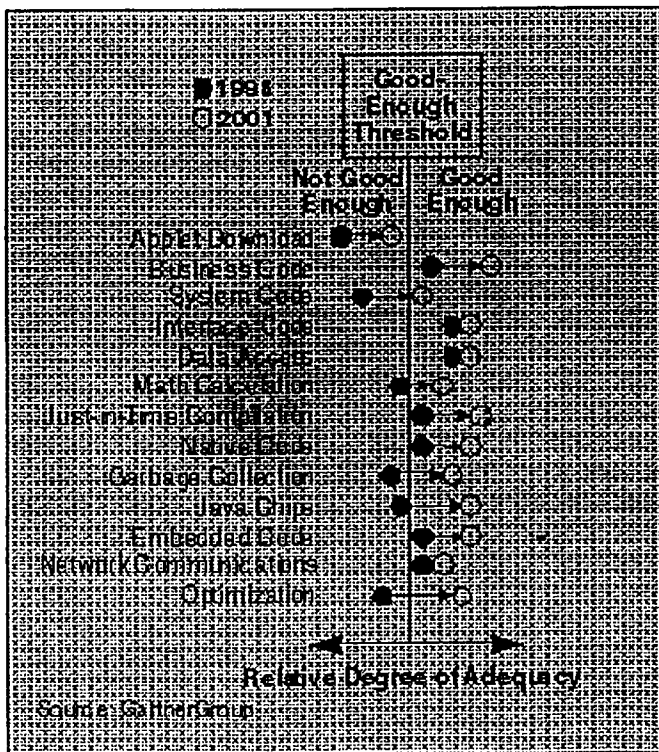 1998
2001
Good-
Enough
Threshold
Not Good
Enough
Good
Enough
Applet Download
Business Code
System Code
Interface Code
Data Access
Math Calculation
Just-in-Time Compilation
Native Code
Garbage Collection
Java Chips
Embedded Code
Network Communications
Optimization
Relative Degree of Adequacy
Source: GartnerGroup